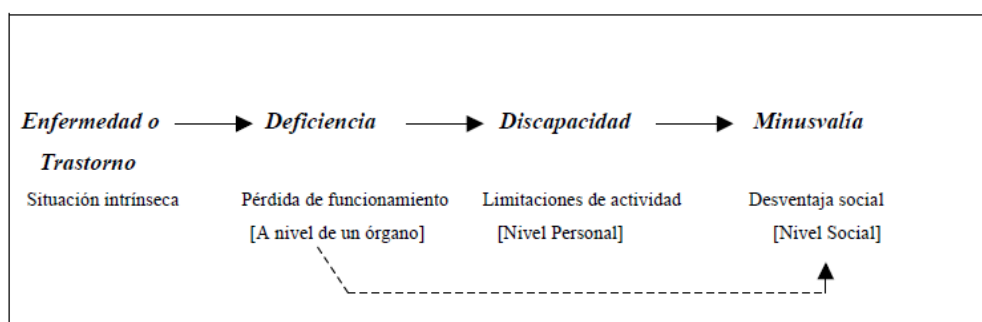 Enfermedad o Deficiencia Discapacidad Minusvalía
Trastorno
Situación intrínseca Pérdida de funcionamiento Limitaciones de actividad Desventaja social
[A nivel de un órgano] [Nivel Personal] [Nivel Social]